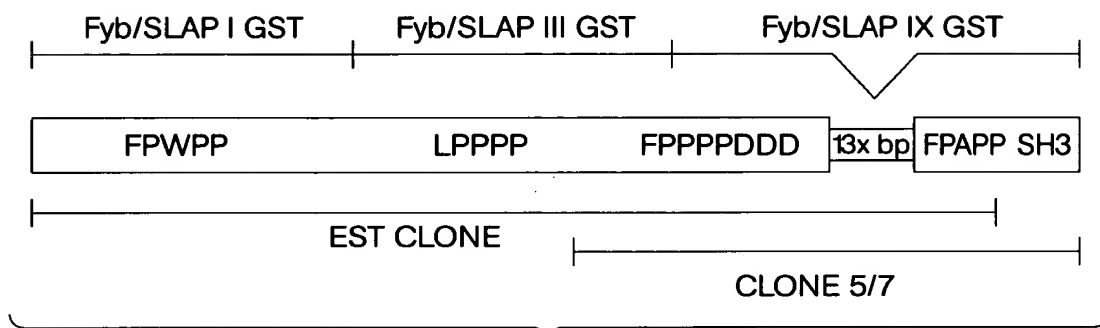 Fyb/SLAP I GST Fyb/SLAP III GST Fyb/SLAP IX GST
FPWPP LPPPP FPPPPDDD 13x bp FPAPP SH3
EST CLONE
CLONE 5/7